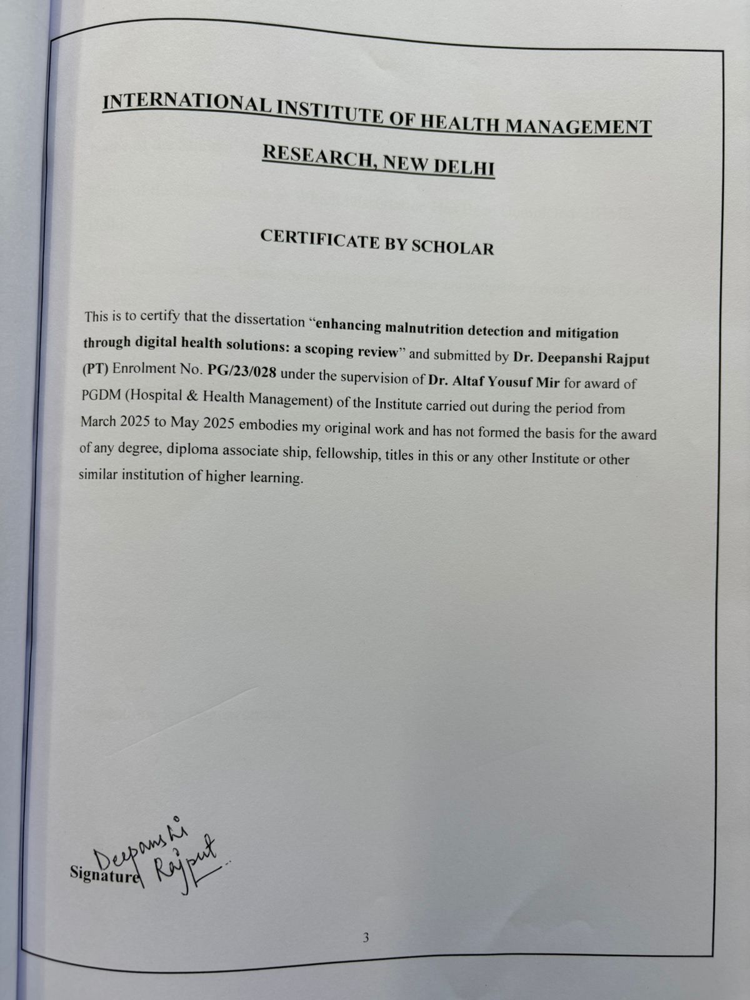 INTERNATIONAL INSTITUTE OF HEALTH MANAGEMENT
RESEARCH, NEW DELHI
CERTIFICATE BY SCHOLAR
This is to certify that the dissertation “enhancing malnutrition detection and mitigation
through digital health solutions: a scoping review” and submitted by Dr. Deepanshi Rajput
(PT) Enrolment No. PG/23/028 under the supervision of Dr. Altaf Yousuf Mir for award of
PGDM (Hospital & Health Management) of the Institute carried out during the period from
March 2025 to May 2025 embodies my original work and has not formed the basis for the award
of any degree, diploma associate ship, fellowship, titles in this or any other Institute or other
similar institution of higher learning.
Deepanshi
Rajput
Signature
3